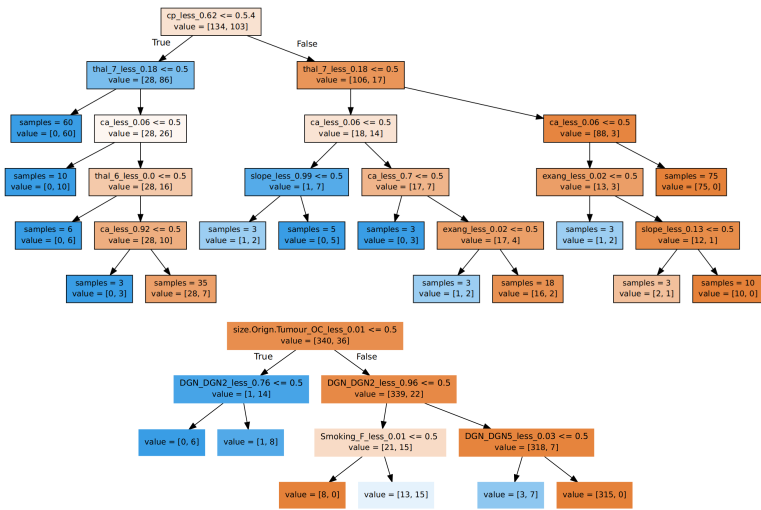 cp_less_0.62 <= 0.5.4
value = [134, 103]
True
False
thal_7_less_0.18 <= 0.5
value = [28, 86]
thal_7_less_0.18 <= 0.5
value = [106, 17]
samples = 60
value = [0, 60]
ca_less_0.06 <= 0.5
value = [28, 26]
ca_less_0.06 <= 0.5
value = [18, 14]
ca_less_0.06 <= 0.5
value = [88, 3]
samples = 10
value = [0, 10]
thal_6_less_0.0 <= 0.5
value = [28, 16]
slope_less_0.99 <= 0.5
value = [1, 7]
ca_less_0.7 <= 0.5
value = [17, 7]
exang_less_0.02 <= 0.5
value = [13, 3]
samples = 75
value = [75, 0]
samples = 6
value = [0, 6]
ca_less_0.92 <= 0.5
value = [28, 10]
samples = 3
value = [1, 2]
samples = 5
value = [0, 5]
samples = 3
value = [0, 3]
exang_less_0.02 <= 0.5
value = [17, 4]
samples = 3
value = [1, 2]
slope_less_0.13 <= 0.5
value = [12, 1]
samples = 3
value = [0, 3]
samples = 35
value = [28, 7]
samples = 3
value = [1, 2]
samples = 18
value = [16, 2]
samples = 3
value = [2, 1]
samples = 10
value = [10, 0]
size.Orign.Tumour_OC_less_0.01 <= 0.5
value = [340, 36]
True
False
DGN_DGN2_less_0.76 <= 0.5
value = [1, 14]
DGN_DGN2_less_0.96 <= 0.5
value = [339, 22]
value = [0, 6]
value = [1, 8]
Smoking_F_less_0.01 <= 0.5
value = [21, 15]
DGN_DGN5_less_0.03 <= 0.5
value = [318, 7]
value = [8, 0]
value = [13, 15]
value = [3, 7]
value = [315, 0]